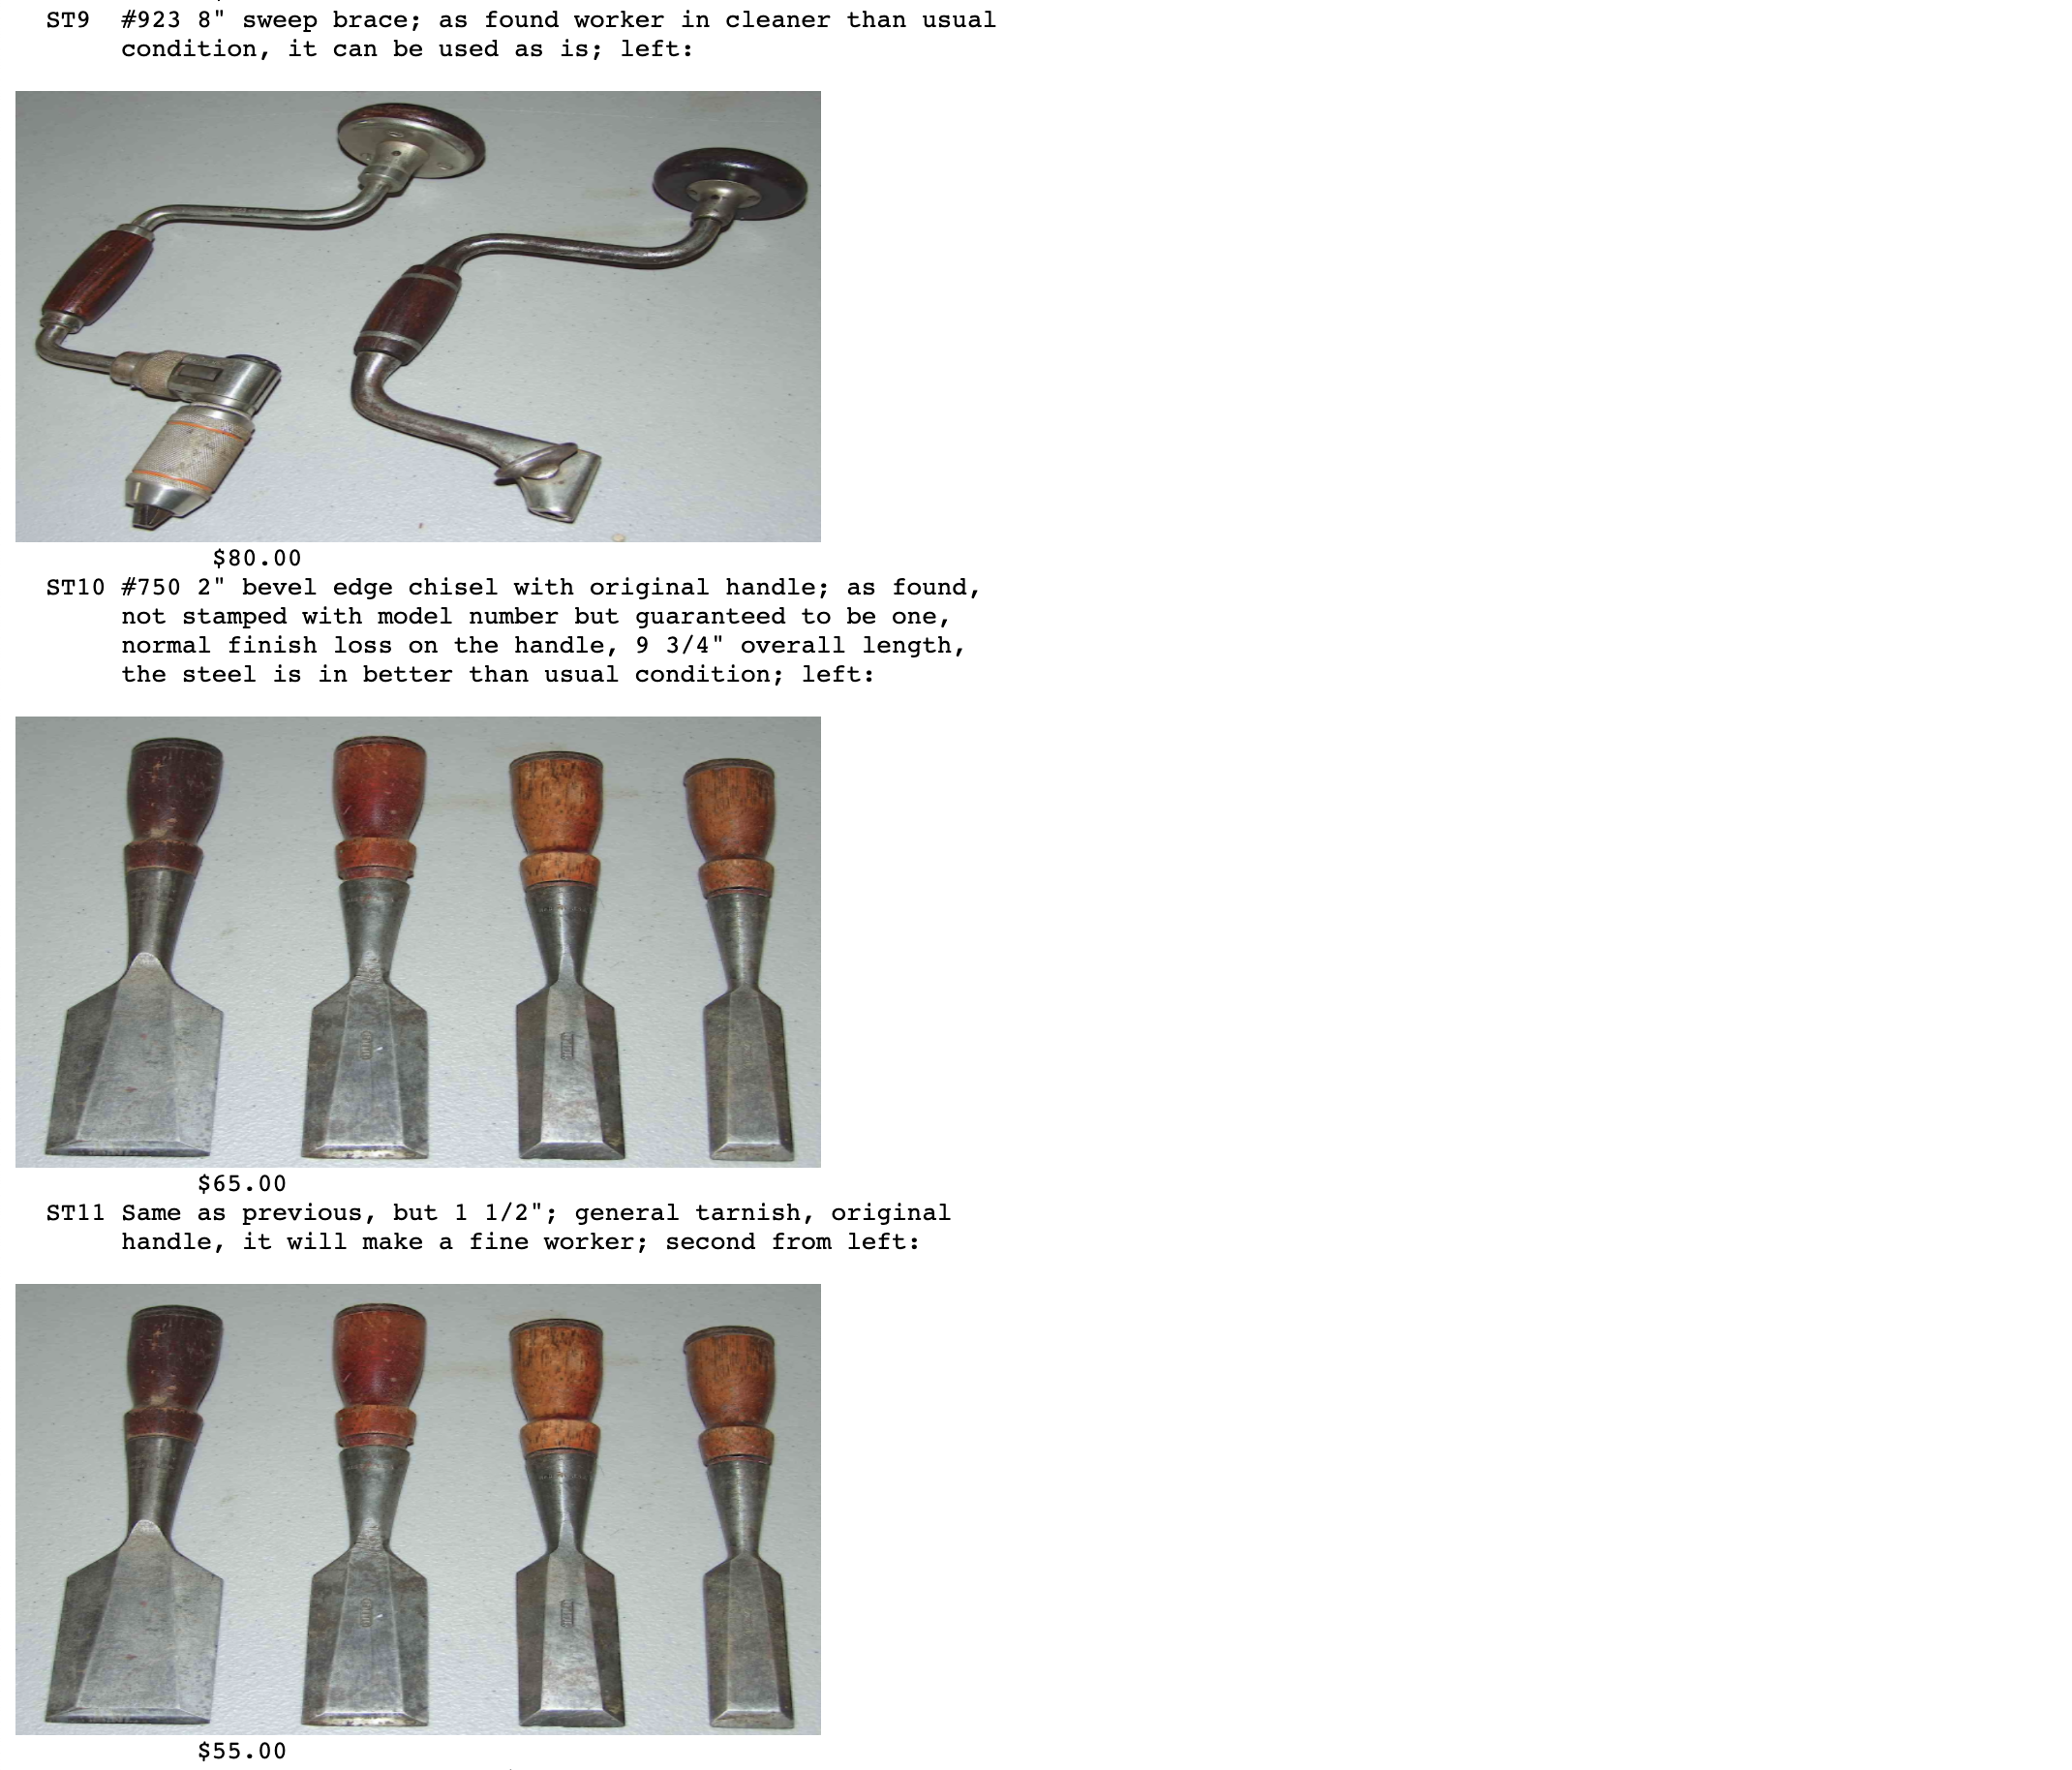 ST9  #923 8" sweep brace; as found worker in cleaner than usual
condition, it can be used as is; left:
$80.00
ST10 #750 2" bevel edge chisel with original handle; as found,
not stamped with model number but guaranteed to be one,
normal finish loss on the handle, 9 3/4" overall length,
the steel is in better than usual condition; left:
$65.00
ST11 Same as previous, but 1 1/2"; general tarnish, original
handle, it will make a fine worker; second from left:
$55.00